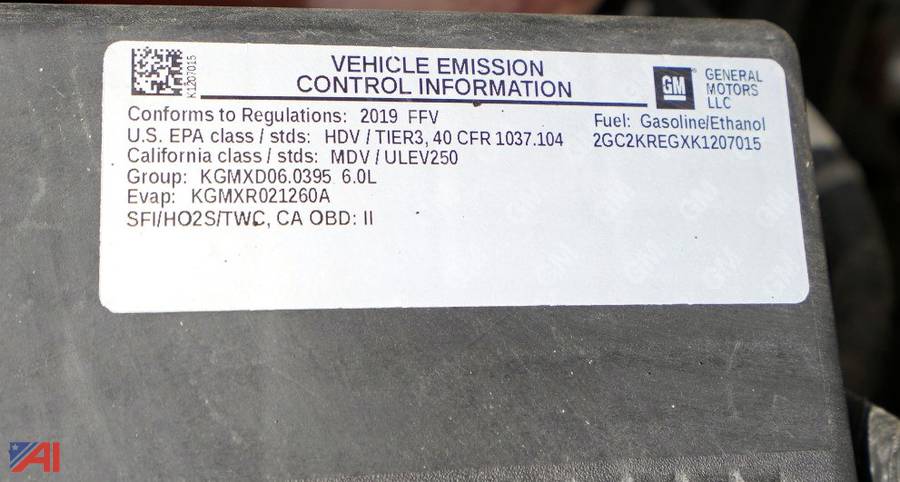 K1207015
VEHICLE EMISSION
CONTROL INFORMATION
GM
GENERAL
MOTORS
LLC
Conforms to Regulations: 2019 FFV
U.S. EPA class / stds: HDV / TIER3, 40 CFR 1037.104
California class / stds: MDV / ULEV250
Group: KGMXD06.0395 6.0L
Evap: KGMXR021260A
SFI/HO2S/TWC, CA OBD: II
Fuel: Gasoline/Ethanol
2GC2KREGXK1207015
AI